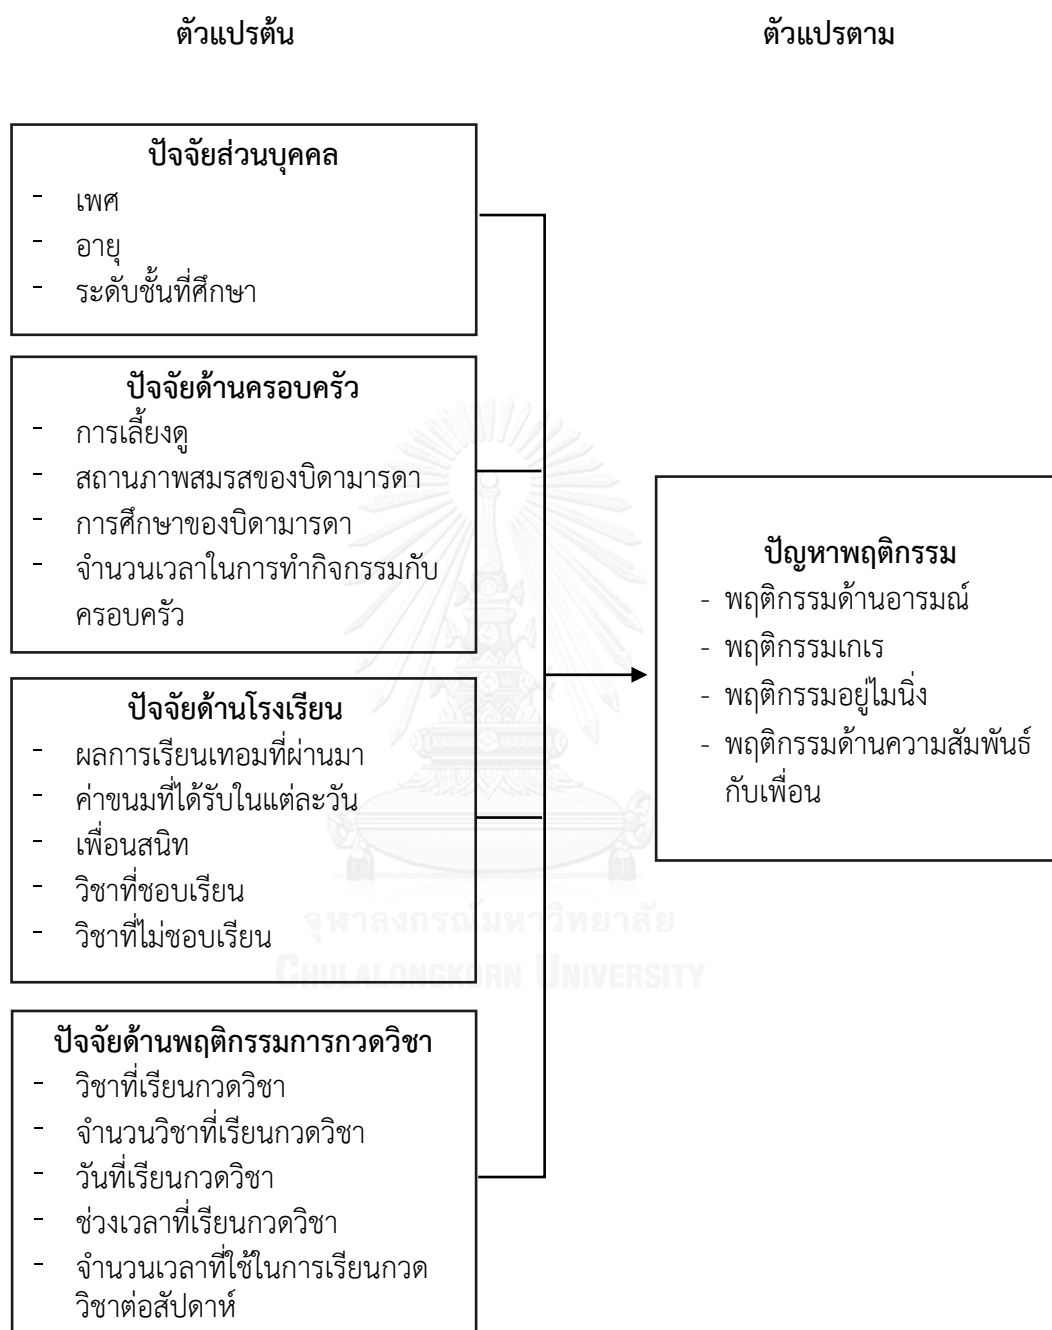 ตัวแปรต้น
ตัวแปรตาม
ปัจจัยส่วนบุคคล
- เพศ
- อายุ
- ระดับชั้นที่ศึกษา
ปัจจัยด้านครอบครัว
- การเลี้ยงดู
- สถานภาพสมรสของบิดามารดา
- การศึกษาของบิดามารดา
- จำนวนเวลาในการทำกิจกรรมกับ
ครอบครัว
ปัจจัยด้านโรงเรียน
- ผลการเรียนเทอมที่ผ่านมา
- ค่าขนมที่ได้รับในแต่ละวัน
- เพื่อนสนิท
- วิชาที่ชอบเรียน
- วิชาที่ไม่ชอบเรียน
ปัจจัยด้านพฤติกรรมการกวดวิชา
- วิชาที่เรียนกวดวิชา
- จำนวนวิชาที่เรียนกวดวิชา
- วันที่เรียนกวดวิชา
- ช่วงเวลาที่เรียนกวดวิชา
- จำนวนเวลาที่ใช้ในการเรียนกวด
วิชาต่อสัปดาห์
ปัญหาพฤติกรรม
- พฤติกรรมด้านอารมณ์
- พฤติกรรมเกเร
- พฤติกรรมอยู่ไมนิ่ง
- พฤติกรรมด้านความสัมพันธ์
กับเพื่อน
จุฬาลงกรณ์มหาวิทยาลัย
CHULALONGKORN UNIVERSITY